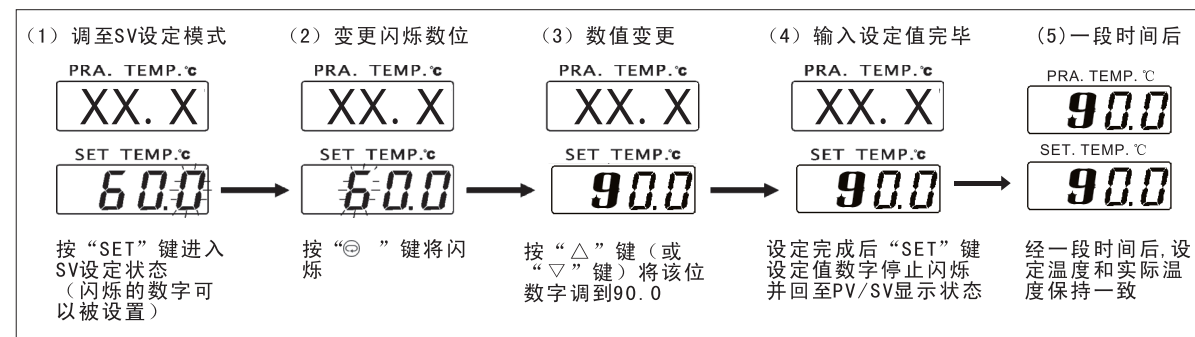 (1) 调至SV设定模式
PRA. TEMP.℃
XX. X
SET TEMP.℃
60.0
按“SET”键进入
SV设定状态
（闪烁的数字可
以被设置）
(2) 变更闪烁数位
PRA. TEMP.℃
XX. X
SET TEMP.℃
60.0
按“ ”键将闪
烁
(3) 数值变更
PRA. TEMP.℃
XX. X
SET TEMP.℃
90.0
按“△”键（或
“▽”键）将该位
数字调到90.0
(4) 输入设定值完毕
PRA. TEMP.℃
XX. X
SET TEMP.℃
90.0
设定完成后“SET”键
设定值数字停止闪烁
并回至PV/SV显示状态
(5)一段时间后
PRA. TEMP. ℃
90.0
SET. TEMP. ℃
90.0
经一段时间后,设
定温度和实际温
度保持一致